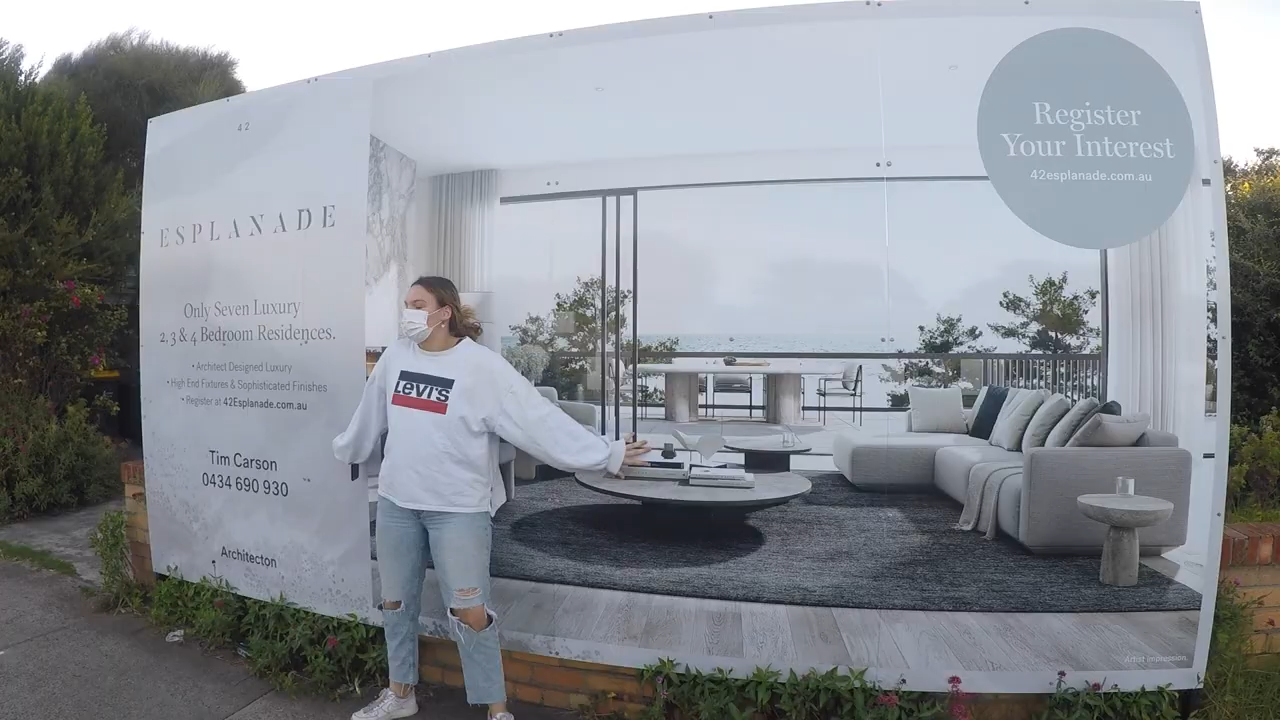 42
ESPLANADE
Only Seven Luxury
2, 3 & 4 Bedroom Residences.
• Architect Designed Luxury
• High End Fixtures & Sophisticated Finishes
• Register at 42Esplanade.com.au
Tim Carson
0434 690 930
Architecton
Levi's
Register
Your Interest
42esplanade.com.au
Artist impression.